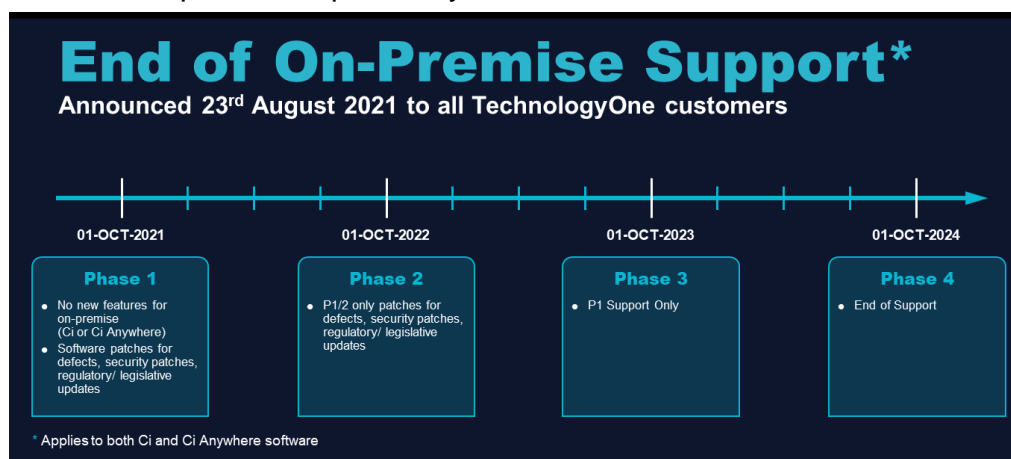 End of On-Premise Support*
Announced 23rd August 2021 to all TechnologyOne customers
01-OCT-2021
01-OCT-2022
01-OCT-2023
01-OCT-2024
Phase 1
• No new features for
on-premise
(Ci or Ci Anywhere)
• Software patches for
defects, security patches,
regulatory/ legislative
updates
Phase 2
• P1/2 only patches for
defects, security patches,
regulatory/ legislative
updates
Phase 3
• P1 Support Only
Phase 4
• End of Support
* Applies to both Ci and Ci Anywhere software